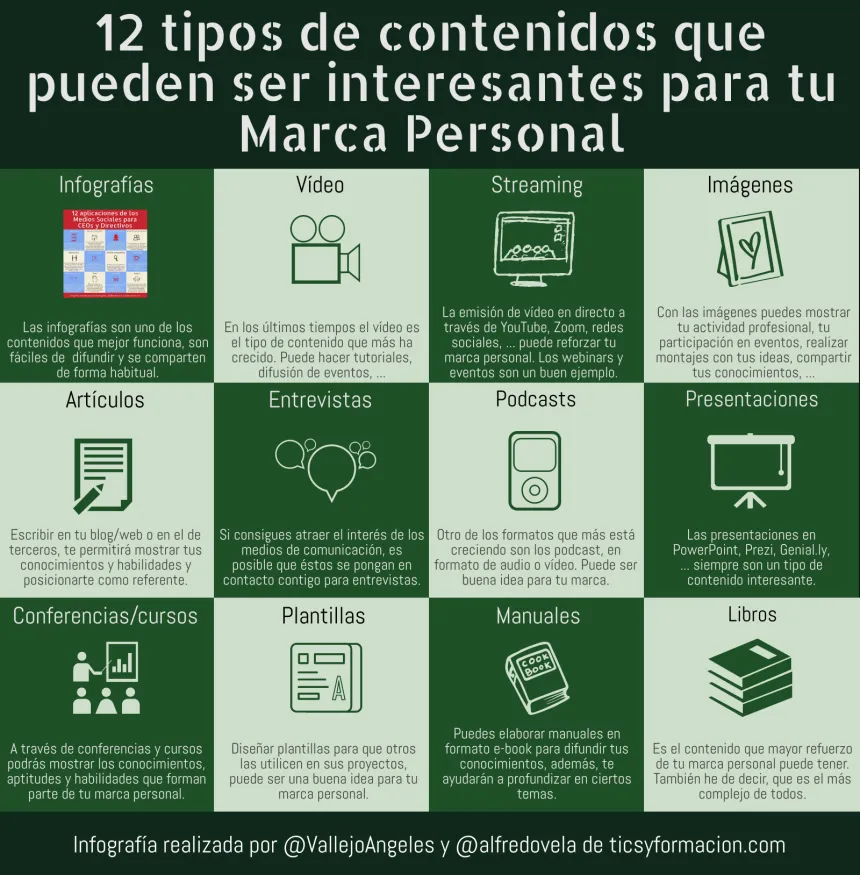 12 tipos de contenidos que
pueden ser interesantes para tu
Marca Personal
Infografías
12 aplicaciones de los
Medios Sociales para
CEOs y Directivos
Las infografías son uno de los
contenidos que mejor funciona, son
fáciles de difundir y se comparten
de forma habitual.
Vídeo
En los últimos tiempos el vídeo es
el tipo de contenido que más ha
crecido. Puede hacer tutoriales,
difusión de eventos, ...
Streaming
La emisión de vídeo en directo a
través de YouTube, Zoom, redes
sociales, ... puede reforzar tu
marca personal. Los webinars y
eventos son un buen ejemplo.
Imágenes
Con las imágenes puedes mostrar
tu actividad profesional, tu
participación en eventos, realizar
montajes con tus ideas, compartir
tus conocimientos, ...
Artículos
Escribir en tu blog/web o en el de
terceros, te permitirá mostrar tus
conocimientos y habilidades y
posicionarte como referente.
Entrevistas
Si consigues atraer el interés de los
medios de comunicación, es
posible que éstos se pongan en
contacto contigo para entrevistas.
Podcasts
Otro de los formatos que más está
creciendo son los podcast, en
formato de audio o vídeo. Puede ser
buena idea para tu marca.
Presentaciones
Las presentaciones en
PowerPoint, Prezi, Genial.ly,
... siempre son un tipo de
contenido interesante.
Conferencias/cursos
A través de conferencias y cursos
podrás mostrar los conocimientos,
aptitudes y habilidades que forman
parte de tu marca personal.
Plantillas
A
Diseñar plantillas para que otros
las utilicen en sus proyectos,
puede ser una buena idea para tu
marca personal.
Manuales
COOK
BOOK
Puedes elaborar manuales en
formato e-book para difundir tus
conocimientos, además, te
ayudarán a profundizar en ciertos
temas.
Libros
Es el contenido que mayor refuerzo
de tu marca personal puede tener.
También he de decir, que es el más
complejo de todos.
Infografía realizada por @VallejoAngeles y @alfredovela de ticsyformacion.com